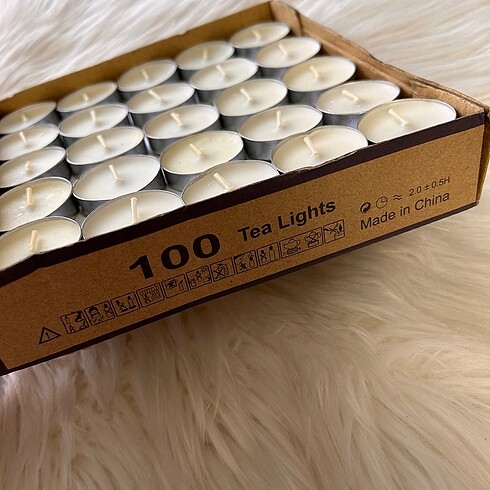 100 Tea Lights
≈ 2.0 ± 0.5H
Made in China